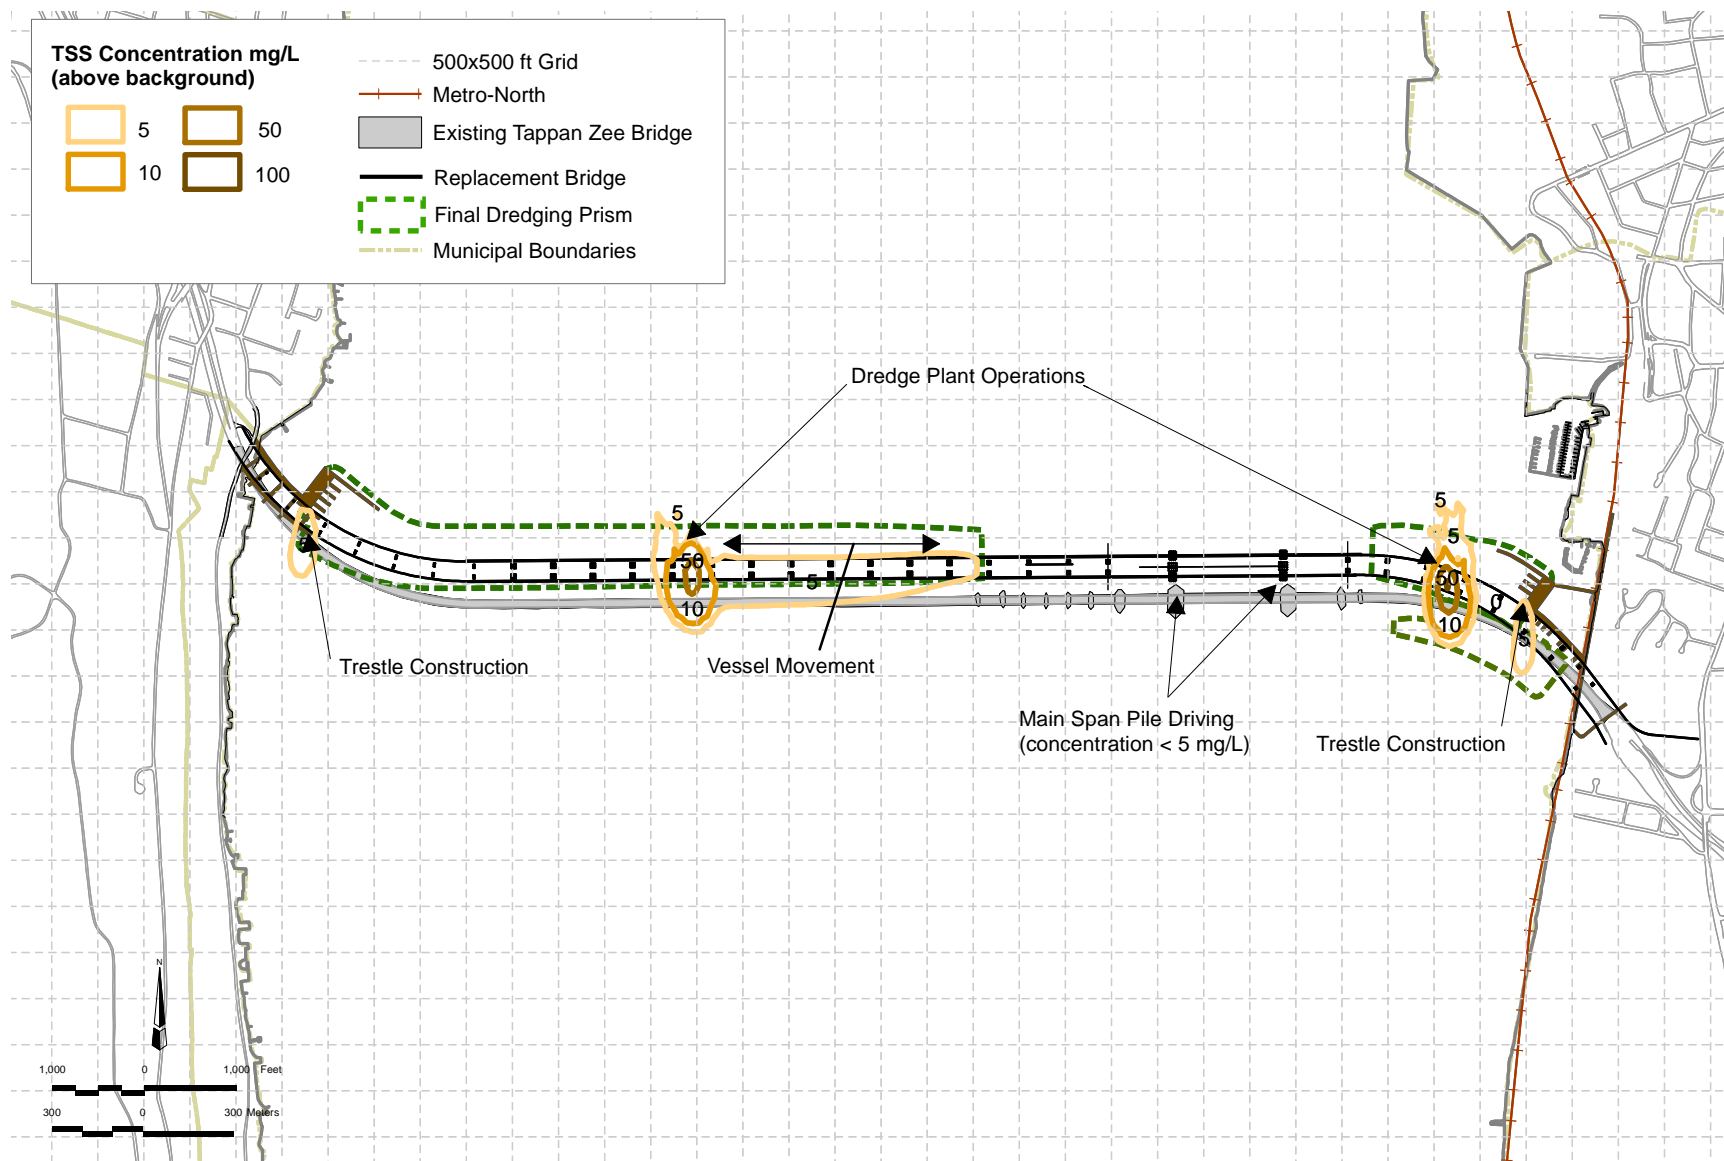 TSS Concentration mg/L
(above background)
5
50
10
100
500x500 ft Grid
Metro-North
Existing Tappan Zee Bridge
Replacement Bridge
Final Dredging Prism
Municipal Boundaries
Dredge Plant Operations
5
5
5
50
50
5
10
10
0
5
Trestle Construction
Vessel Movement
Main Span Pile Driving
(concentration < 5 mg/L)
Trestle Construction
N
1,000 0 1,000 Feet
300 0 300 Meters